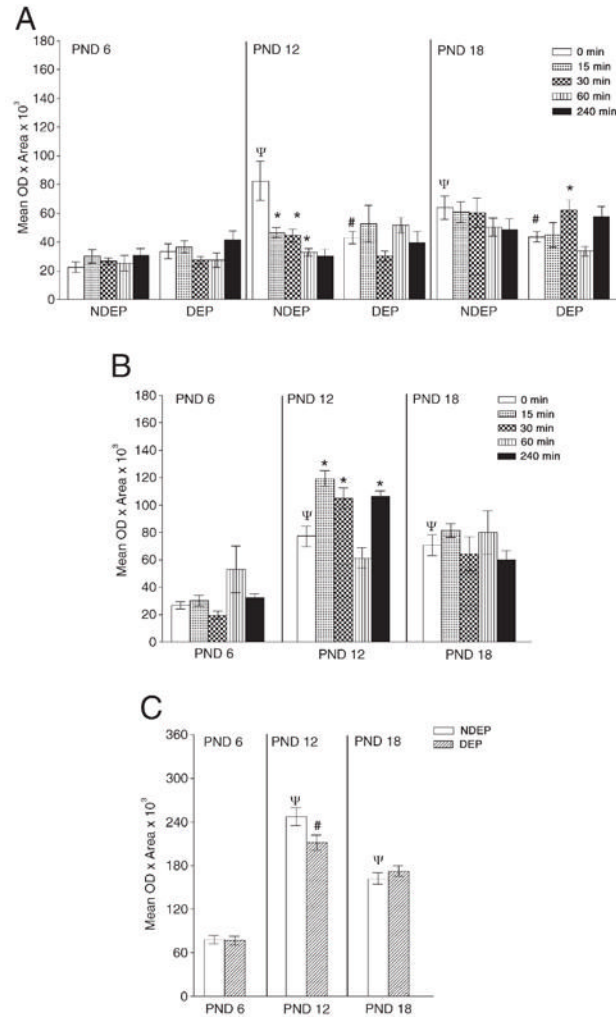 A
PND 6
PND 12
PND 18
0 min
15 min
30 min
60 min
240 min
Mean OD x Area x 10³
180
160
140
120
100
80
60
40
20
0
Ψ
* * *
#
Ψ
#
*
NDEP DEP NDEP DEP NDEP DEP
B
PND 6
PND 12
PND 18
0 min
15 min
30 min
60 min
240 min
Mean OD x Area x 10³
180
160
140
120
100
80
60
40
20
0
Ψ
* * *
Ψ
PND 6 PND 12 PND 18
C
PND 6
PND 12
PND 18
NDEP
DEP
Mean OD x Area x 10³
360
300
240
180
120
60
0
Ψ
#
Ψ
PND 6 PND 12 PND 18